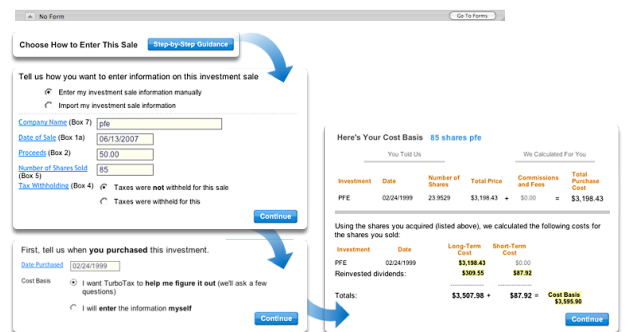 No Form
Go To Forms
Choose How to Enter This Sale
Step-by-Step Guidance
Tell us how you want to enter information on this investment sale
Enter my investment sale information manually
Import my investment sale information
Company Name (Box 7) pfe
Date of Sale (Box 1a) 06/13/2007
Proceeds (Box 2) 50.00
Number of Shares Sold 85
(Box 5)
Tax Withholding (Box 4) Taxes were not withheld for this sale
Taxes were withheld for this
Continue
First, tell us when you purchased this investment.
Date Purchased 02/24/1999
Cost Basis I want TurboTax to help me figure it out (we'll ask a few
questions)
I will enter the information myself
Continue
Here's Your Cost Basis 85 shares pfe
You Told Us We Calculated For You
Investment Date Number of Shares Total Price Commissions and Fees Total Purchase Cost
PFE 02/24/1999 23.9529 $3,198.43 + $0.00 = $3,198.43
Using the shares you acquired (listed above), we calculated the following costs for
the shares you sold:
Investment Date Long-Term Cost Short-Term Cost
PFE 02/24/1999 $3,198.43 $0.00
Reinvested dividends: $309.55 $87.92
Totals: $3,507.98 + $87.92 = Cost Basis
$3,595.90
Continue